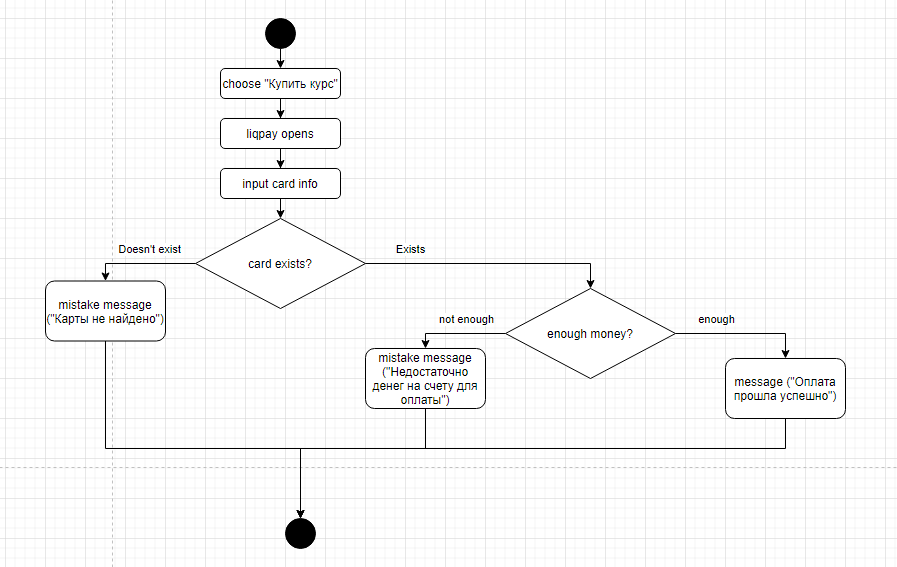 choose "Купить курс"
liqpay opens
input card info
Doesn't exist
card exists?
Exists
mistake message
("Карты не найдено")
not enough
enough money?
enough
mistake message
("Недостаточно
денег на счету для
оплаты")
message ("Оплата
прошла успешно")